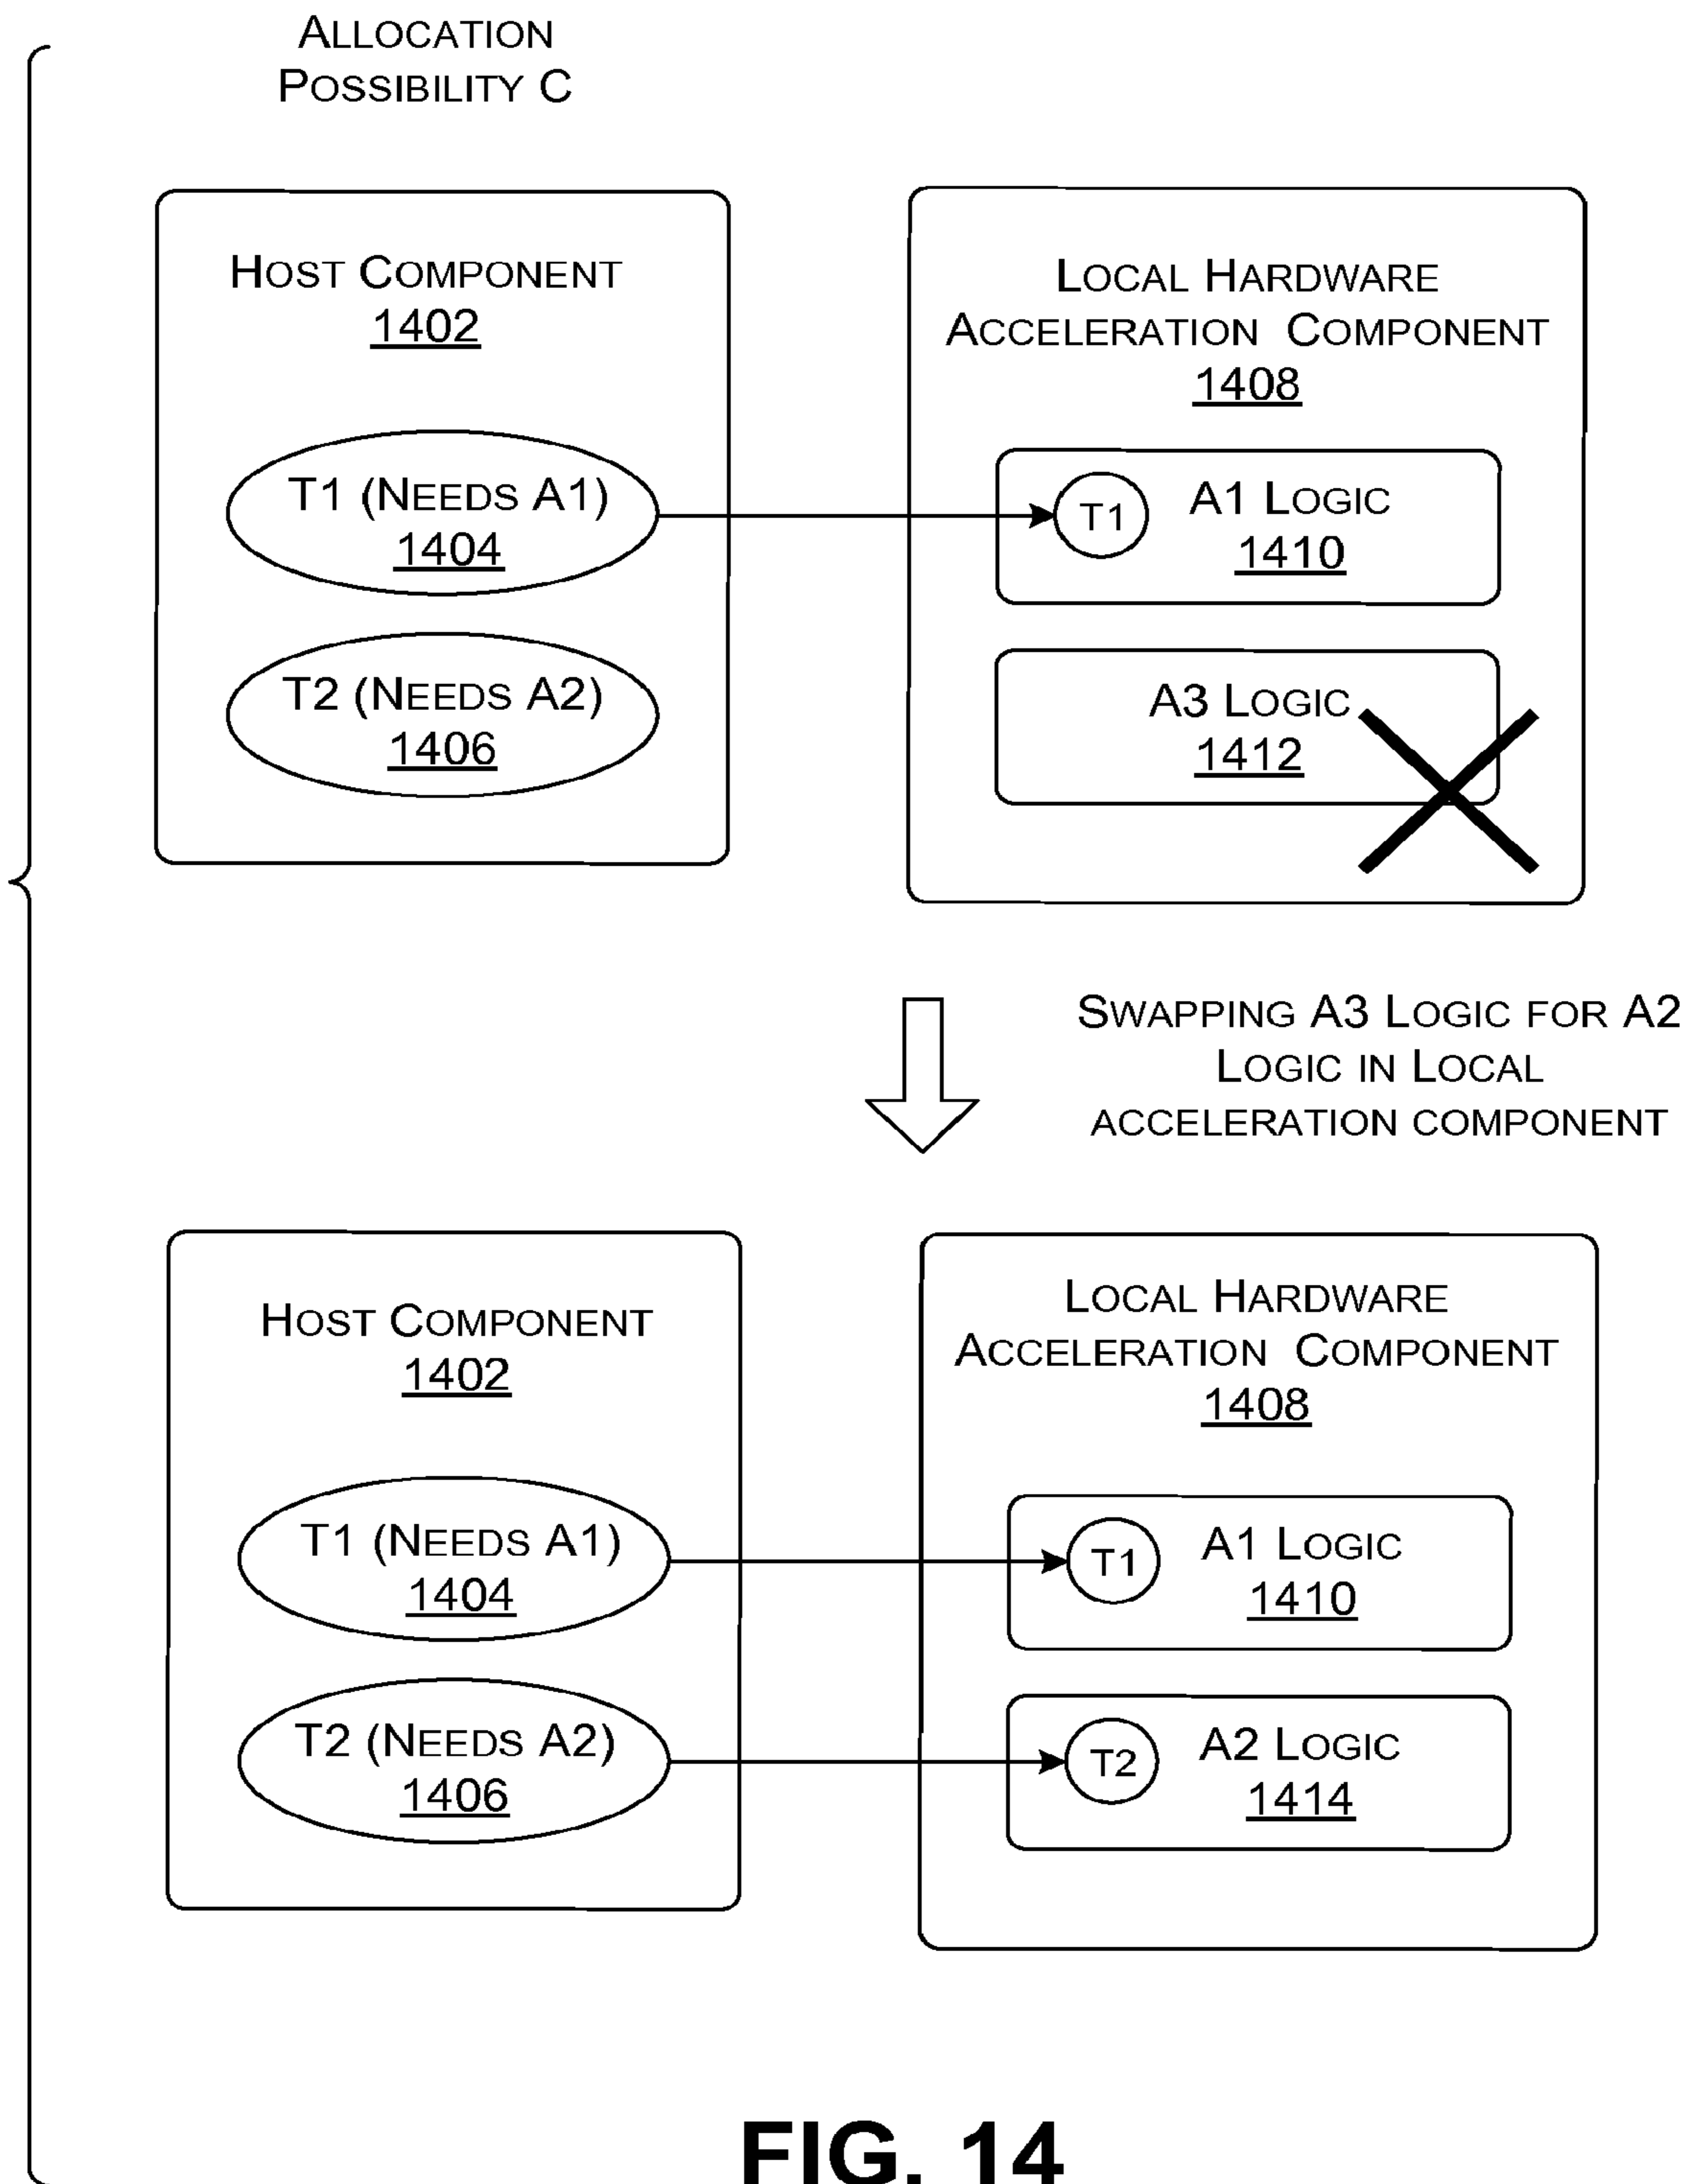 ALLOCATION
POSSIBILITY C
HOST COMPONENT
1402
T1 (NEEDS A1)
1404
T2 (NEEDS A2)
1406
LOCAL HARDWARE
ACCELERATION COMPONENT
1408
T1
A1 LOGIC
1410
A3 LOGIC
1412
SWAPPING A3 LOGIC FOR A2
LOGIC IN LOCAL
ACCELERATION COMPONENT
HOST COMPONENT
1402
T1 (NEEDS A1)
1404
T2 (NEEDS A2)
1406
LOCAL HARDWARE
ACCELERATION COMPONENT
1408
T1
A1 LOGIC
1410
T2
A2 LOGIC
1414
FIG. 14